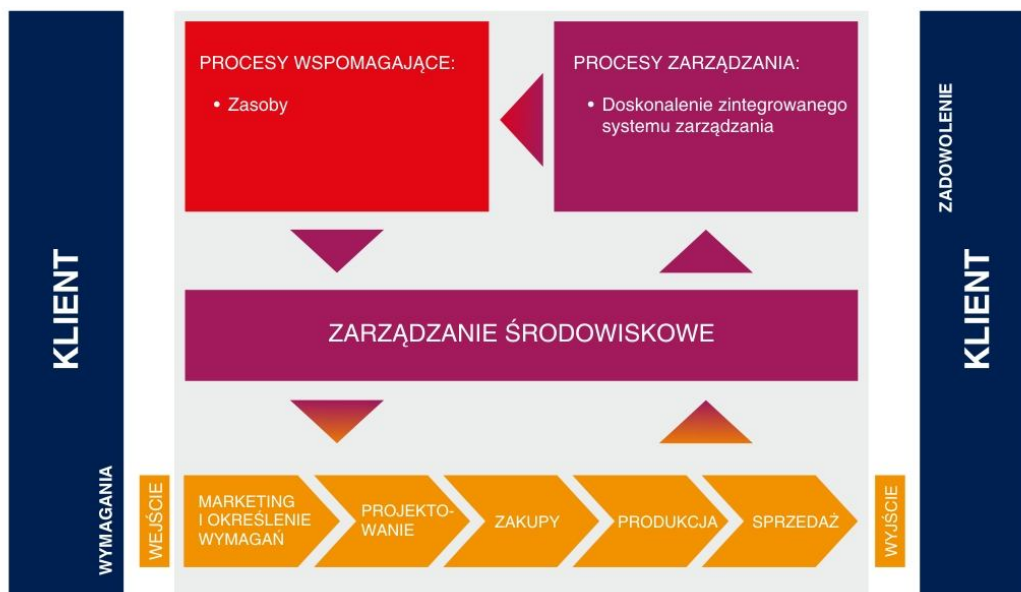 KLIENT
WYMAGANIA
WEJŚCIE
PROCESY WSPOMAGAJĄCE:
• Zasoby
PROCESY ZARZĄDZANIA:
• Doskonalenie zintegrowanego
systemu zarządzania
ZARZĄDZANIE ŚRODOWISKOWE
MARKETING
I OKREŚLENIE
WYMAGAŃ
PROJEKTO-
WANIE
ZAKUPY
PRODUKCJA
SPRZEDAŻ
WYJŚCIE
ZADOWOLENIE
KLIENT